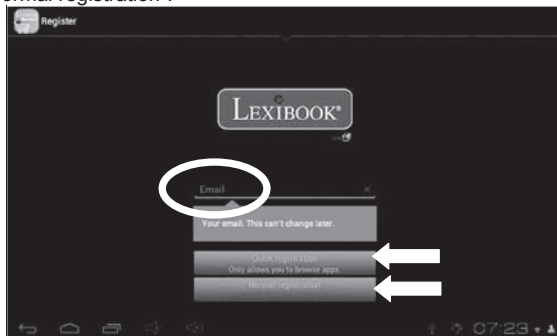 ormal registration".
Register
LEXIBOOK®
Email
Your email. This can't change later.
Quick registration
Only allows you to browse apps.
Normal registration
07:23